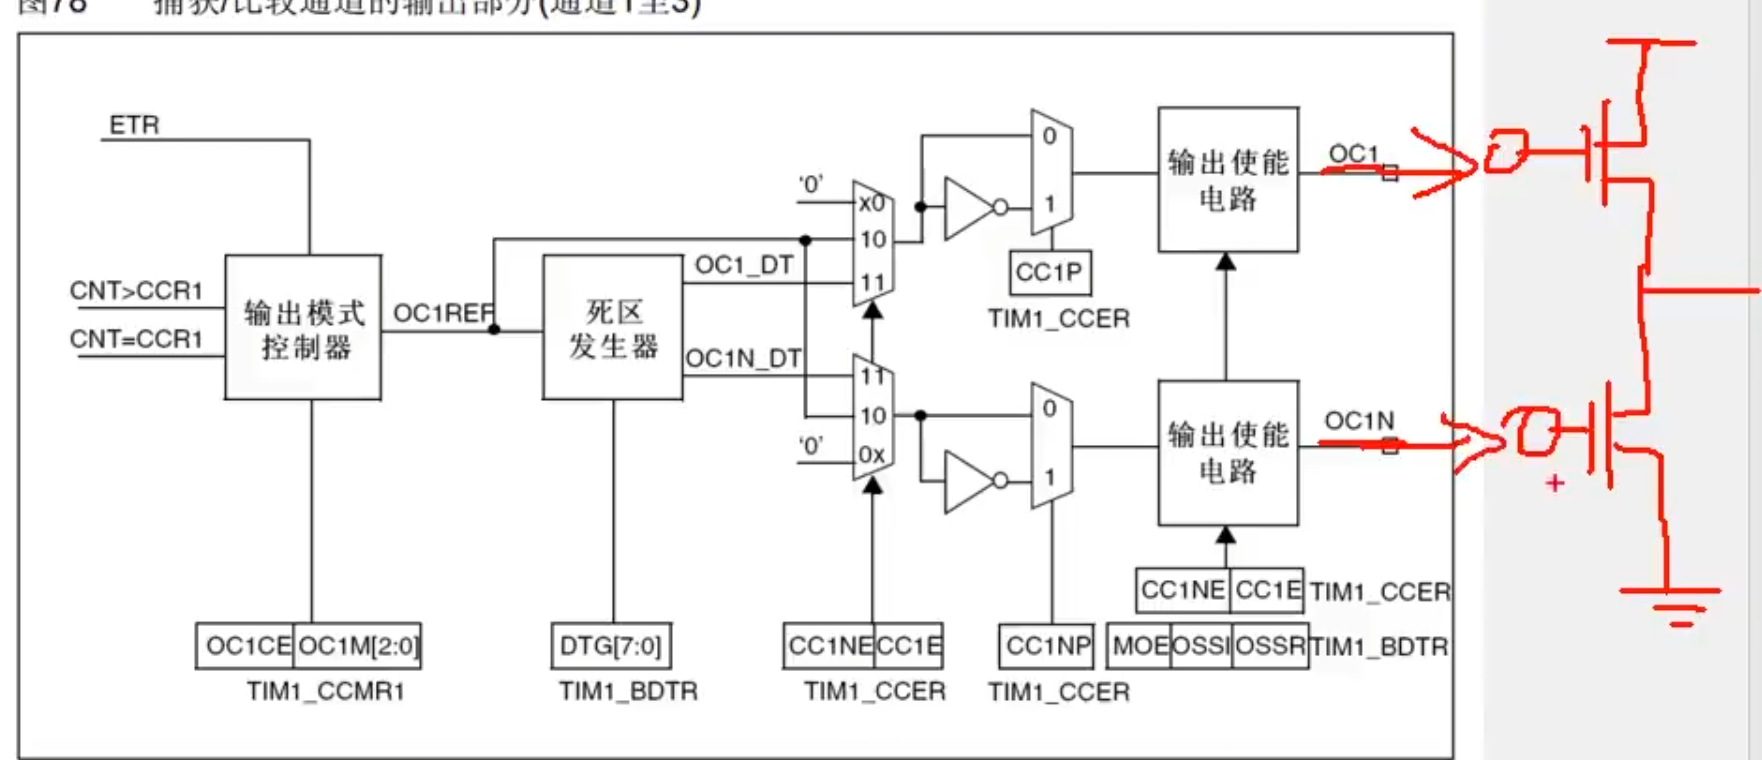 图78 捕获/比较通道的输出部分(通道1至3)
ETR
CNT>CCR1
CNT=CCR1
输出模式
控制器
OC1REF
死区
发生器
OC1_DT
OC1N_DT
'0'
x0
10
11
11
10
'0'
0x
0
1
CC1P
TIM1_CCER
0
1
输出使能
电路
OC1
输出使能
电路
OC1N
CC1NE CC1E TIM1_CCER
OC1CE OC1M[2:0]
TIM1_CCMR1
DTG[7:0]
TIM1_BDTR
CC1NE CC1E
TIM1_CCER
CC1NP
TIM1_CCER
MOE OSSI OSSR TIM1_BDTR